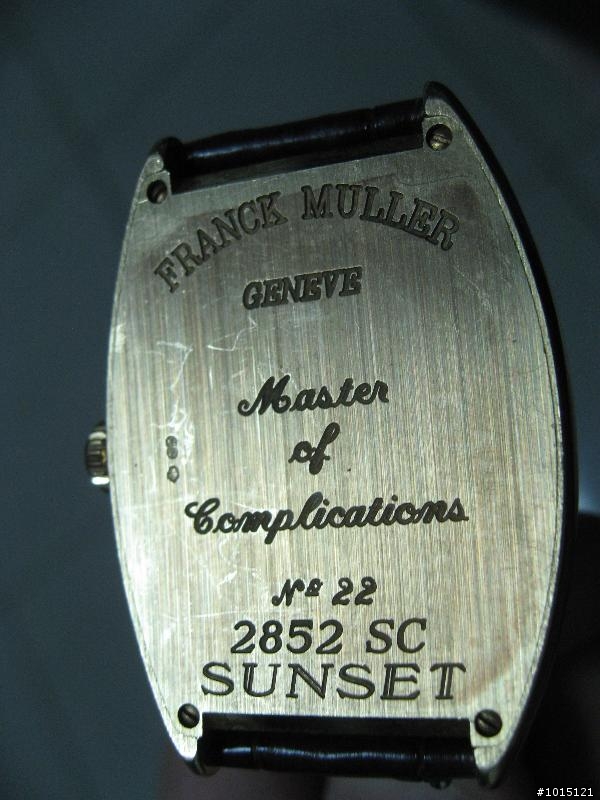 FRANCK MULLER
GENEVE
Master
of
Complications
Nº 22
2852 SC
SUNSET
#1015121